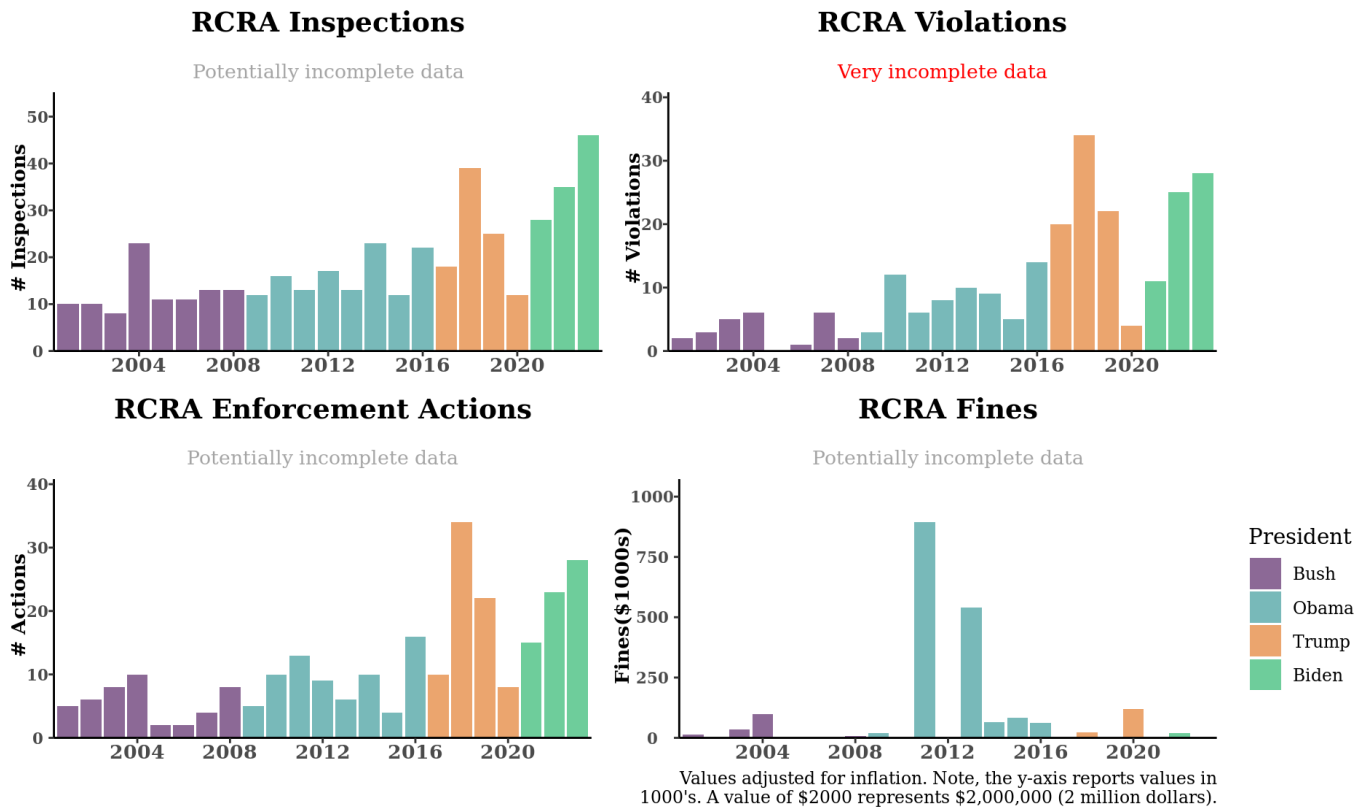 RCRA Inspections
Potentially incomplete data
# Inspections
50
40
30
20
10
0
2004 2008 2012 2016 2020
RCRA Violations
Very incomplete data
# Violations
40
30
20
10
0
2004 2008 2012 2016 2020
RCRA Enforcement Actions
Potentially incomplete data
# Actions
40
30
20
10
0
2004 2008 2012 2016 2020
RCRA Fines
Potentially incomplete data
Fines($1000s)
1000
750
500
250
0
2004 2008 2012 2016 2020
President
Bush
Obama
Trump
Biden
Values adjusted for inflation. Note, the y-axis reports values in
1000's. A value of $2000 represents $2,000,000 (2 million dollars).